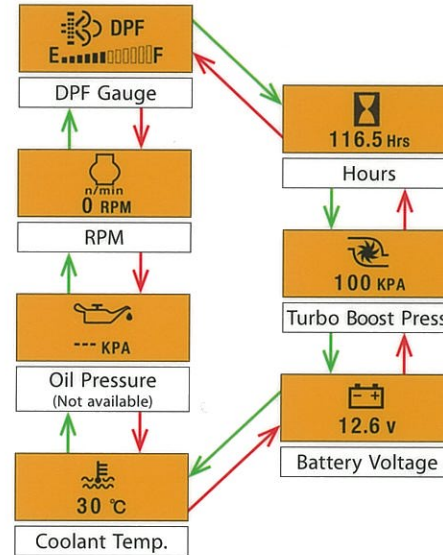 DPF
E F
DPF Gauge
116.5 Hrs
Hours
n/min
0 RPM
RPM
100 KPA
Turbo Boost Press
--- KPA
Oil Pressure
(Not available)
12.6 V
Battery Voltage
30 °C
Coolant Temp.